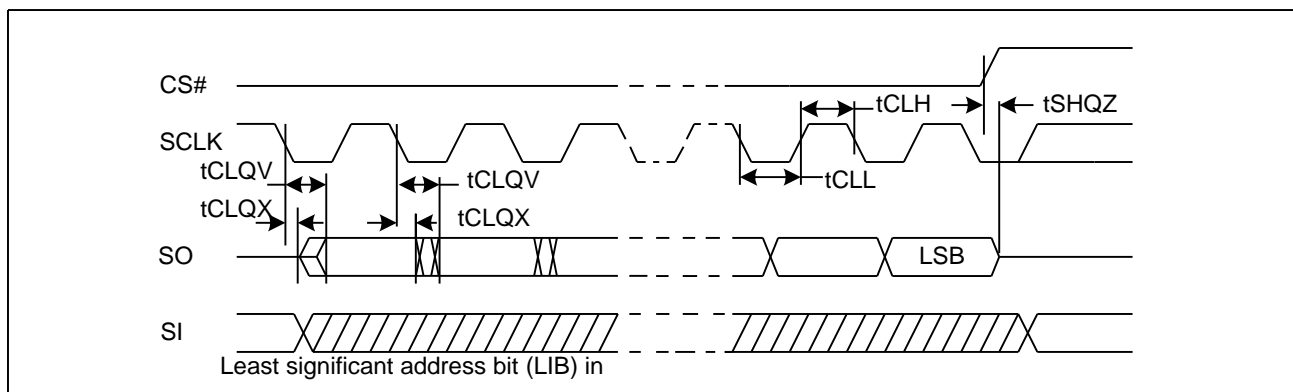 CS#
tCLH
tSHQZ
SCLK
tCLQV
tCLQV
tCLL
tCLQX
tCLQX
SO
LSB
SI
Least significant address bit (LIB) in